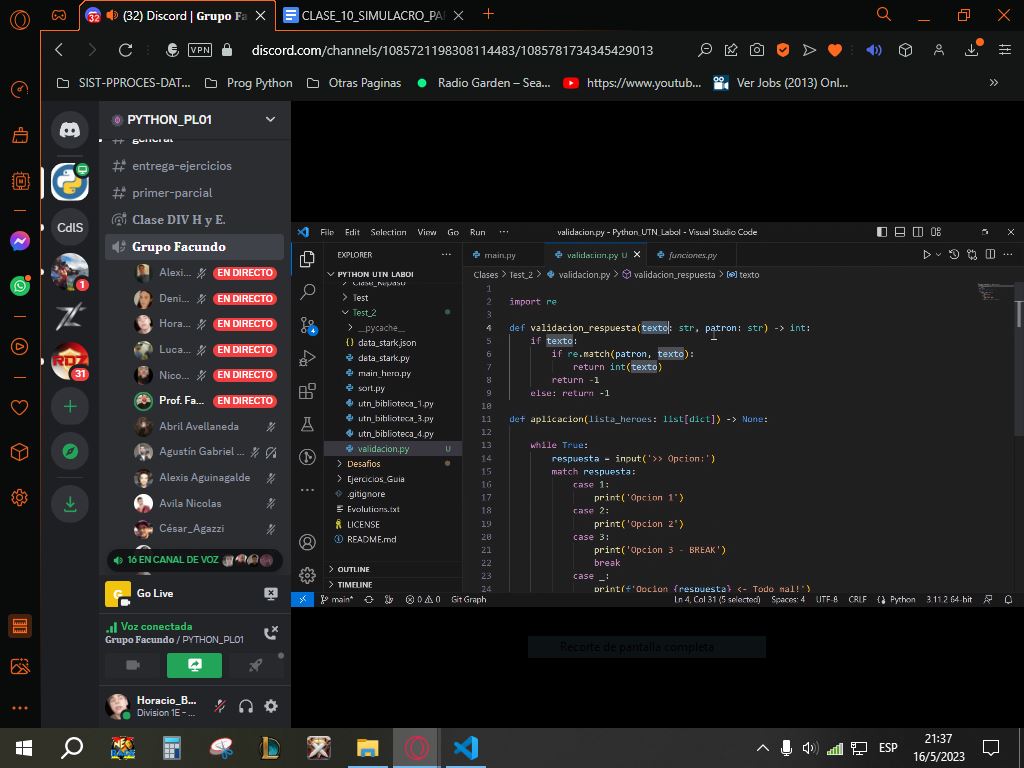 (32) Discord | Grupo Fa
CLASE_10_SIMULACRO_PA
VPN
discord.com/channels/1085721198308114483/1085781734345429013
SIST-PPROCES-DAT...
Prog Python
Otras Paginas
Radio Garden – Sea...
https://www.youtub...
Ver Jobs (2013) Onl...
PYTHON_PL01
general
entrega-ejercicios
primer-parcial
Clase DIV H y E.
Grupo Facundo
Alexi... EN DIRECTO
Deni... EN DIRECTO
Hora... EN DIRECTO
Luca... EN DIRECTO
Nico... EN DIRECTO
Prof. Fa... EN DIRECTO
Abril Avellaneda
Agustín Gabriel ...
Alexis Aguinagalde
Avila Nicolas
César_Agazzi
16 EN CANAL DE VOZ
Go Live
Voz conectada
Grupo Facundo / PYTHON_PL01
Horacio_B...
Division 1E - ...
CdIS
1
31
File Edit Selection View Go Run ...
validacion.py - Python_UTN_LaboI - Visual Studio Code
EXPLORER
PYTHON_UTN_LABOI
Clase_Repaso
Test
Test_2
__pycache__
data_stark.json
data_stark.py
main_hero.py
sort.py
utn_biblioteca_1.py
utn_biblioteca_3.py
utn_biblioteca_4.py
validacion.py U
Desafios
Ejercicios_Guia
.gitignore
Evolutions.txt
LICENSE
README.md
OUTLINE
TIMELINE
4
main.py
validacion.py U
funciones.py
Clases > Test_2 > validacion.py > validacion_respuesta > texto
1
2 import re
3
4 def validacion_respuesta(texto: str, patron: str) -> int:
5 if texto:
6 if re.match(patron, texto):
7 return int(texto)
8 return -1
9 else: return -1
10
11 def aplicacion(lista_heroes: list[dict]) -> None:
12
13 while True:
14 respuesta = input('>> Opcion:')
15 match respuesta:
16 case 1:
17 print('Opcion 1')
18 case 2:
19 print('Opcion 2')
20 case 3:
21 print('Opcion 3 - BREAK')
22 break
23 case _:
24 print(f'Opcion {respuesta} <- Todo mal!')
main* 0 0 Git Graph
Ln 4, Col 31 (5 selected) Spaces: 4 UTF-8 CRLF Python 3.11.2 64-bit
Recorte de pantalla completa
ESP
21:37
16/5/2023